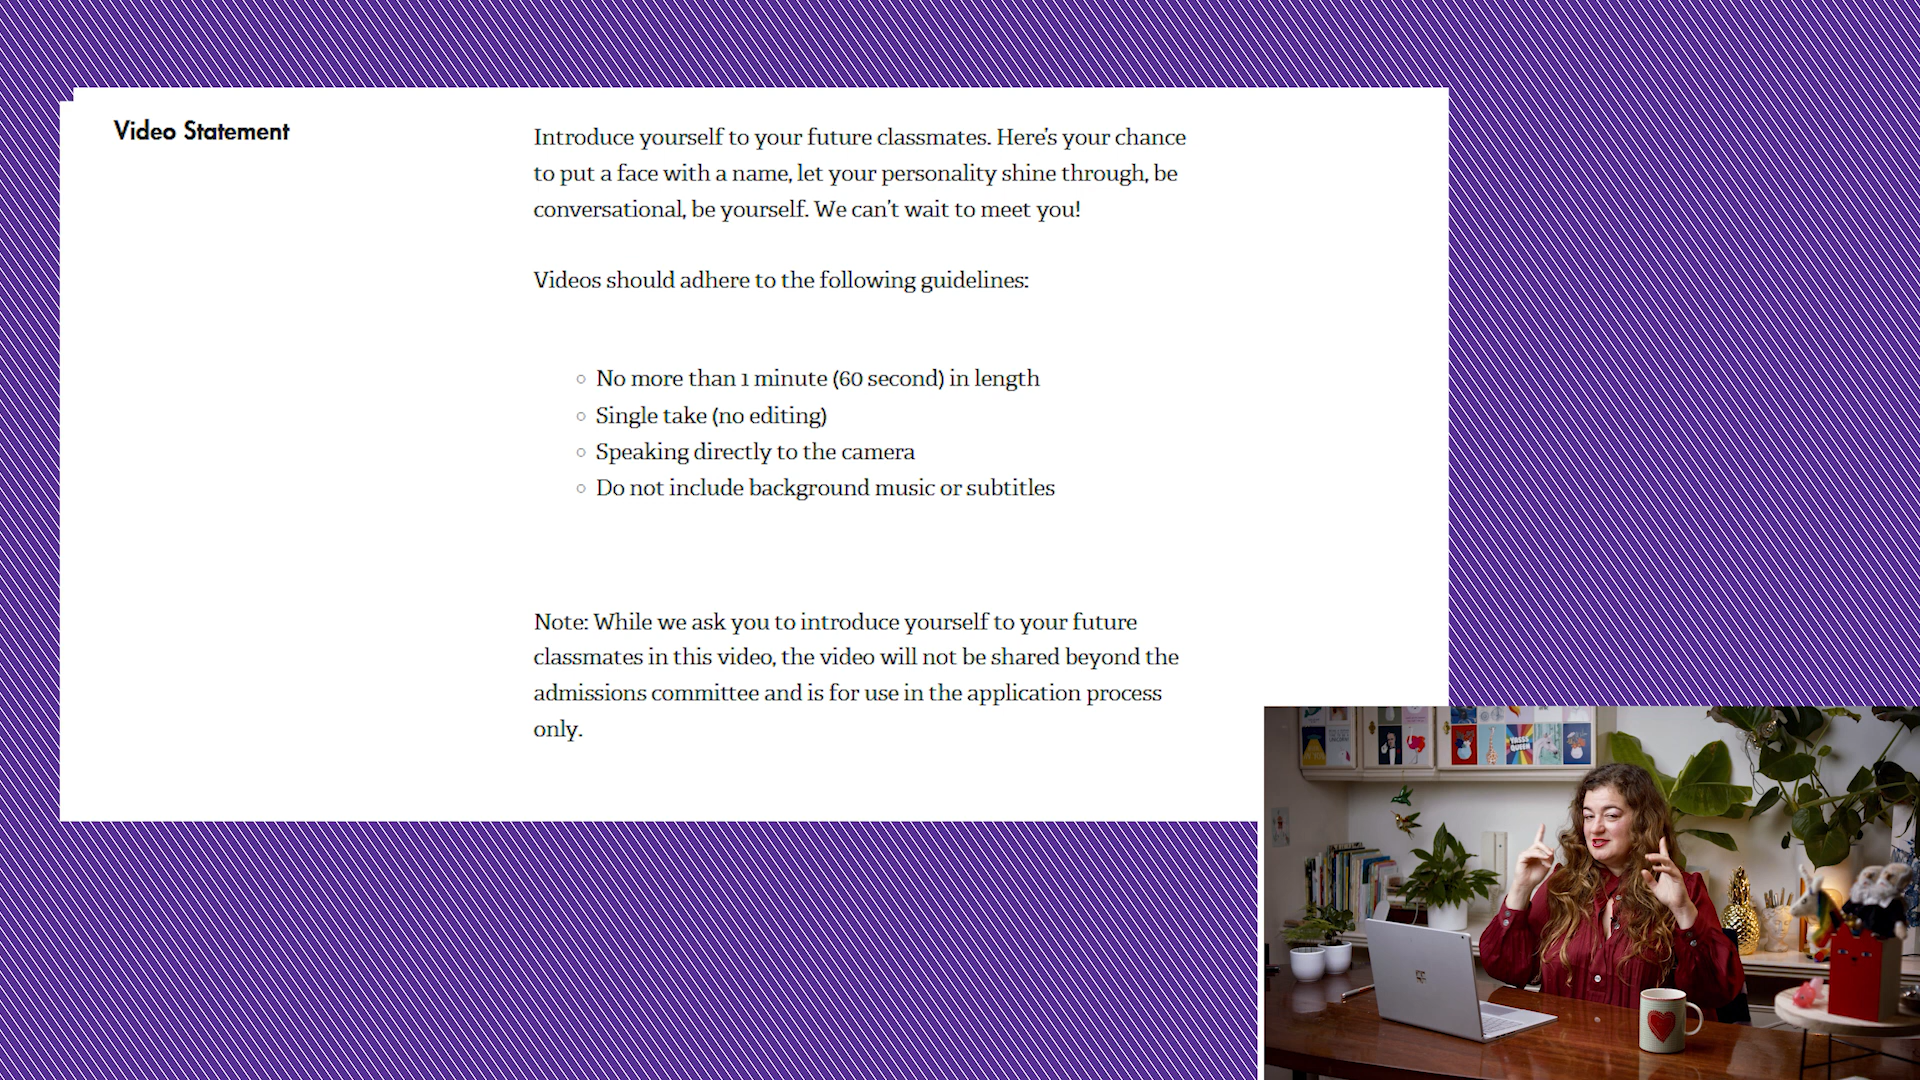 Video Statement
Introduce yourself to your future classmates. Here's your chance
to put a face with a name, let your personality shine through, be
conversational, be yourself. We can't wait to meet you!
Videos should adhere to the following guidelines:
No more than 1 minute (60 second) in length
Single take (no editing)
Speaking directly to the camera
Do not include background music or subtitles
Note: While we ask you to introduce yourself to your future
classmates in this video, the video will not be shared beyond the
admissions committee and is for use in the application process
only.
YASSS
QUEEN